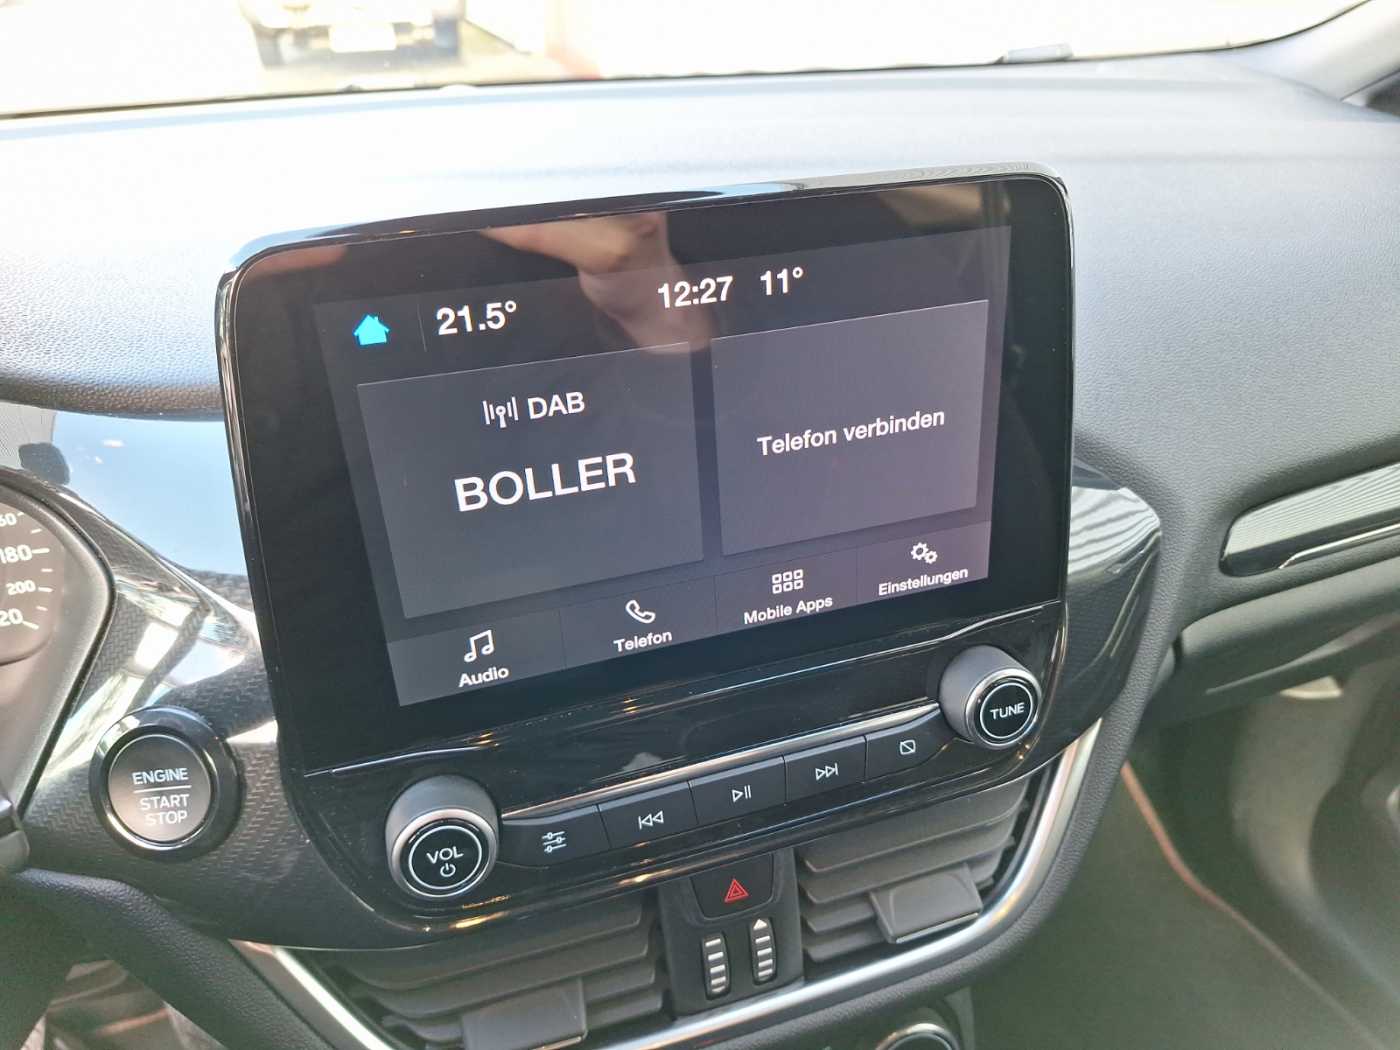 21.5°
12:27 11°
DAB
BOLLER
Telefon verbinden
Audio
Telefon
Mobile Apps
Einstellungen
180
200
ENGINE
START
STOP
VOL
TUNE